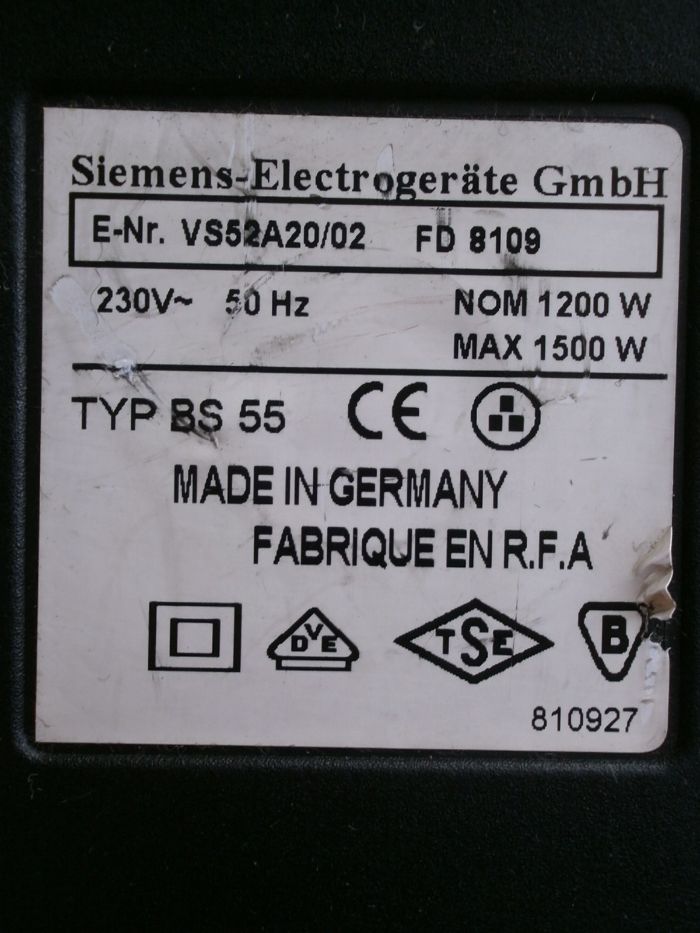 Siemens-Electrogeräte GmbH
E-Nr. VS52A20/02 FD 8109
230V~ 50 Hz NOM 1200 W
MAX 1500 W
TYP BS 55 CE
MADE IN GERMANY
FABRIQUE EN R.F.A
DVE TSE B
810927